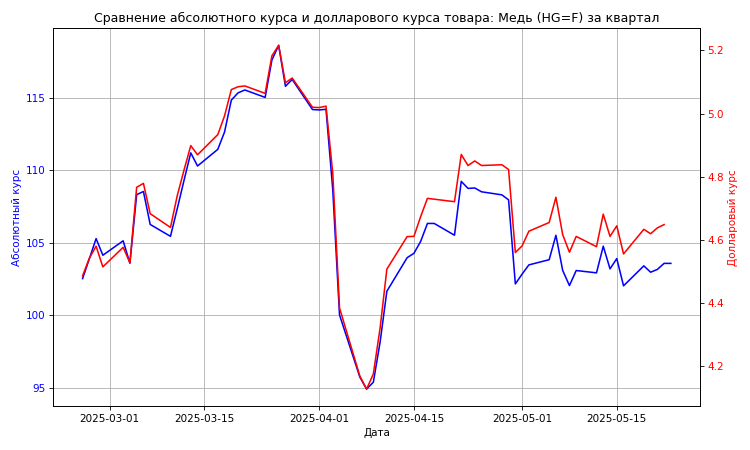 Сравнение абсолютного курса и долларового курса товара: Медь (HG=F) за квартал
115
110
105
100
95
Абсолютный курс
5.2
5.0
4.8
4.6
4.4
4.2
Долларовый курс
2025-03-01 2025-03-15 2025-04-01 2025-04-15 2025-05-01 2025-05-15
Дата